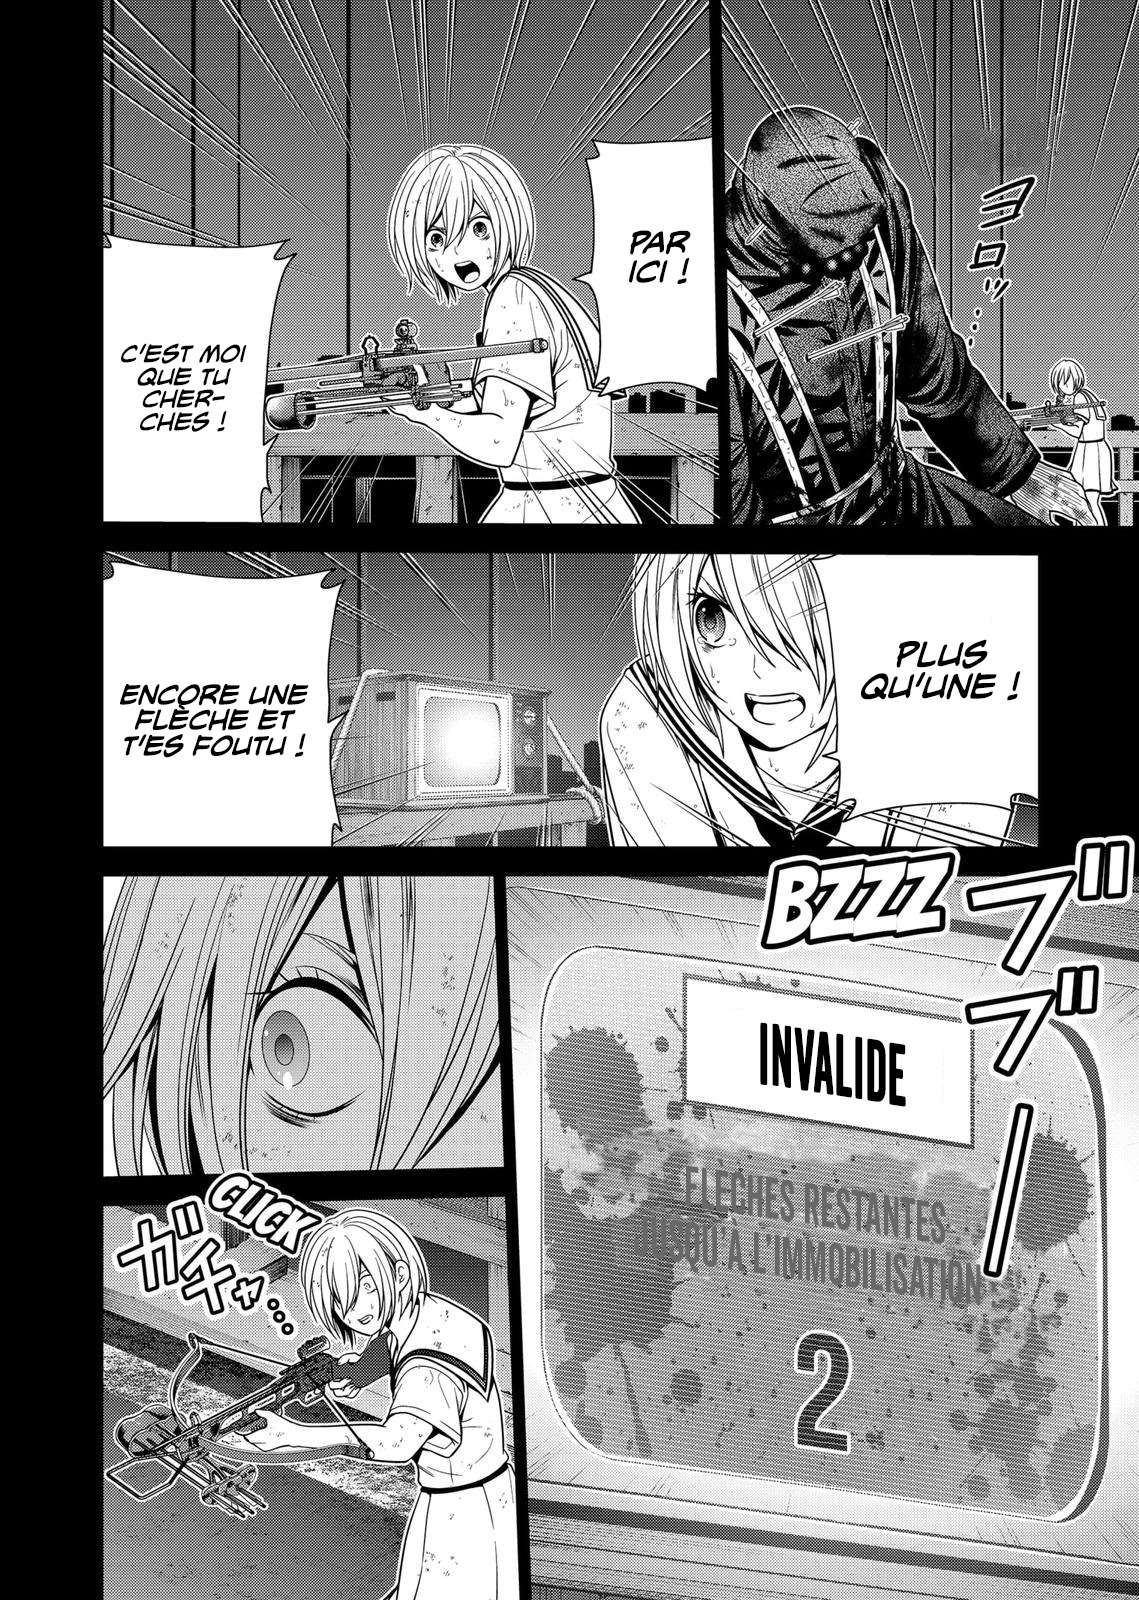 ヨロッ
PAR
ICI !
C'EST MOI
QUE TU
CHER-
CHES !
PLUS
QU'UNE !
ENCORE UNE
FLÈCHE ET
T'ES FOUTU !
BZZZ
ブブー
INVALIDE
FLÈCHES RESTANTES
JUSQU'À L'IMMOBILISATION
2
CLICK
ガチャ...